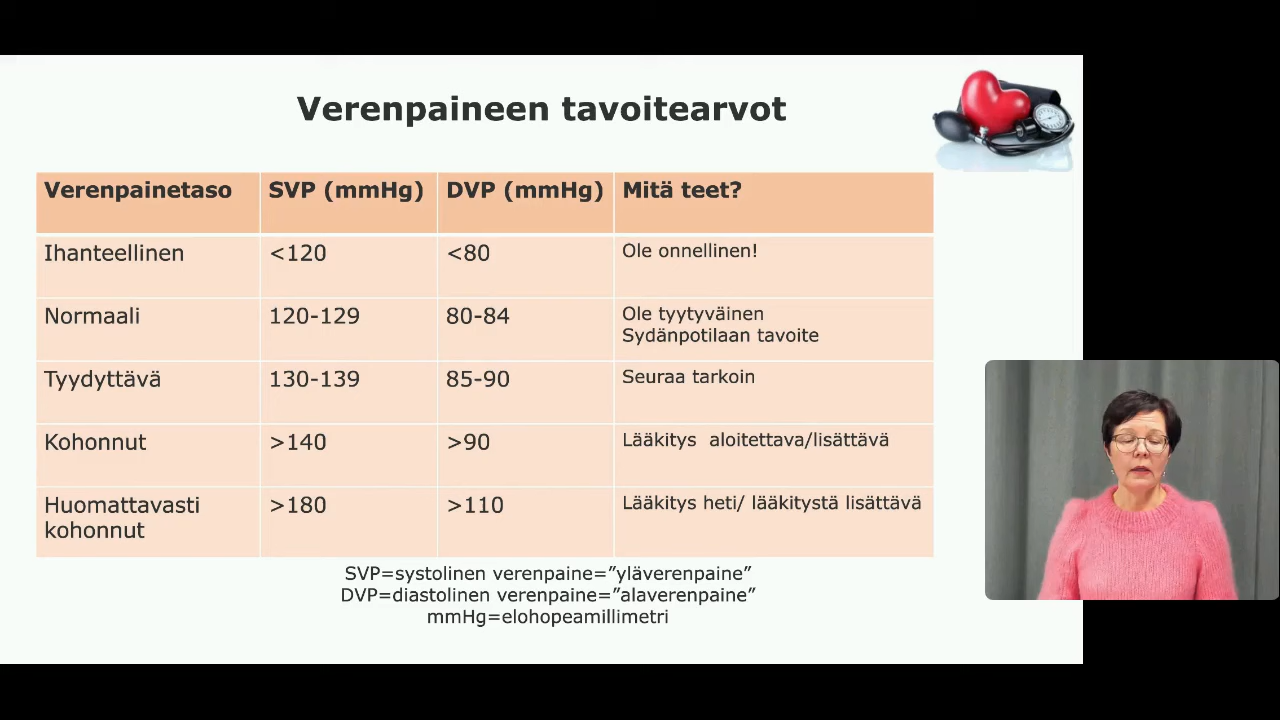 Verenpaineen tavoitearvot
Verenpainetaso SVP (mmHg) DVP (mmHg) Mitä teet?
Ihanteellinen <120 <80 Ole onnellinen!
Normaali 120-129 80-84 Ole tyytyväinen
Sydänpotilaan tavoite
Tyydyttävä 130-139 85-90 Seuraa tarkoin
Kohonnut >140 >90 Lääkitys aloitettava/lisättävä
Huomattavasti >180 >110 Lääkitys heti/ lääkitystä lisättävä
kohonnut
SVP=systolinen verenpaine=”yläverenpaine”
DVP=diastolinen verenpaine=”alaverenpaine”
mmHg=elohopeamillimetri